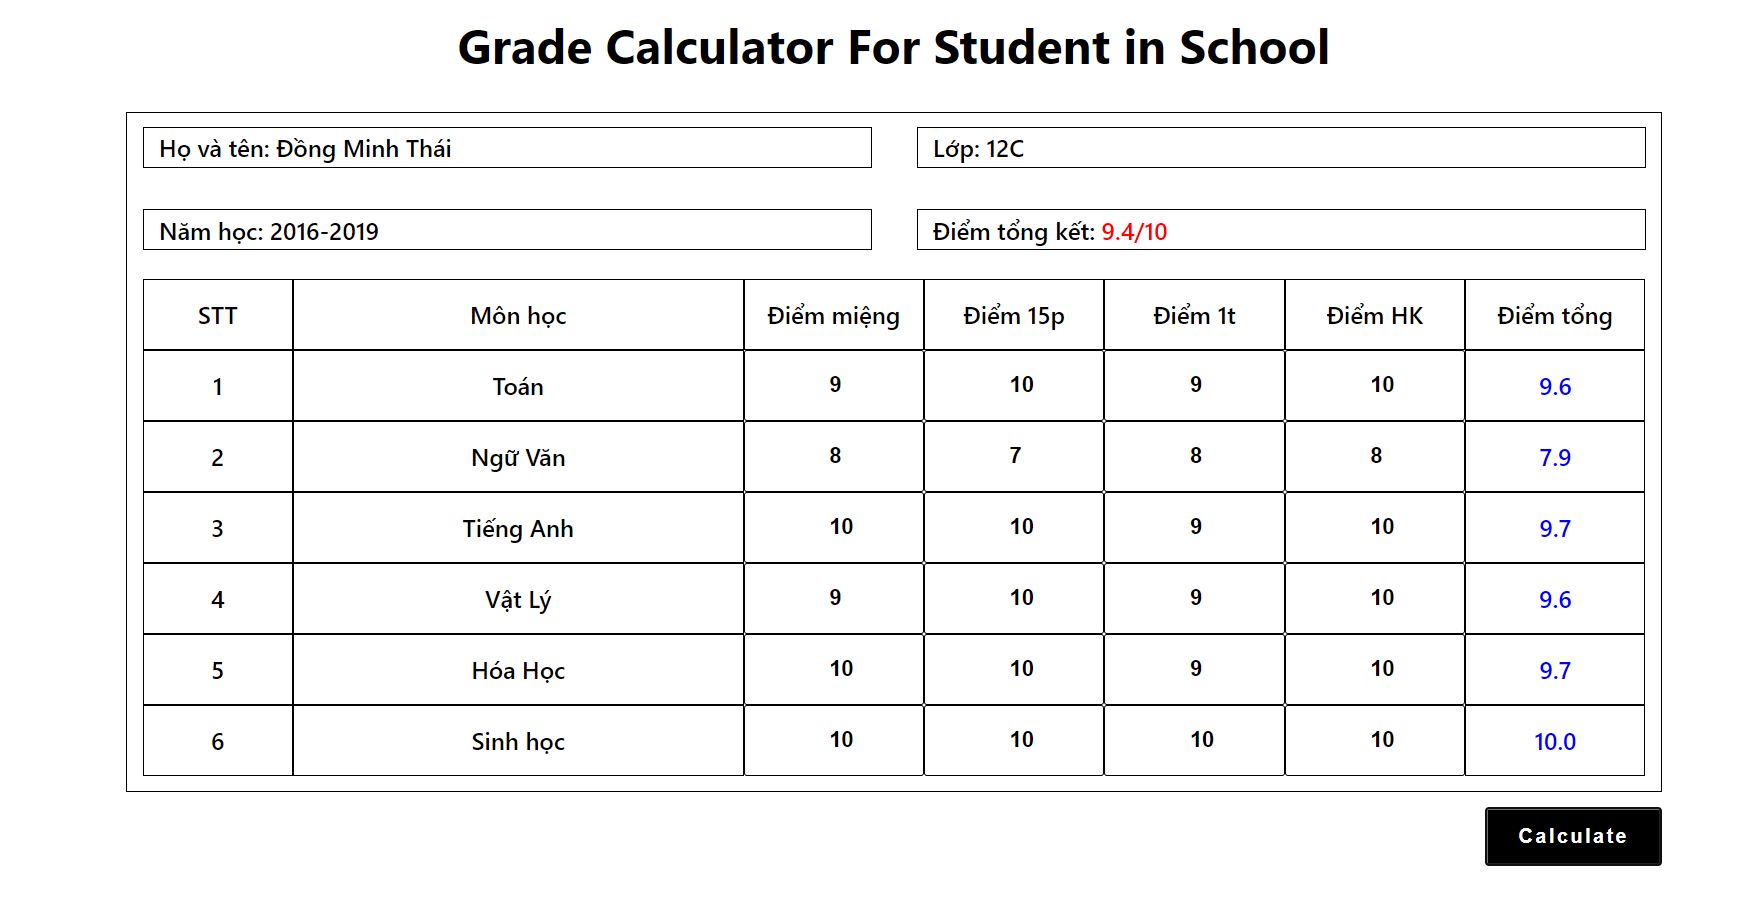 Grade Calculator For Student in School
Họ và tên: Đồng Minh Thái
Lớp: 12C
Năm học: 2016-2019
Điểm tổng kết: 9.4/10
STT Môn học Điểm miệng Điểm 15p Điểm 1t Điểm HK Điểm tổng
1 Toán 9 10 9 10 9.6
2 Ngữ Văn 8 7 8 8 7.9
3 Tiếng Anh 10 10 9 10 9.7
4 Vật Lý 9 10 9 10 9.6
5 Hóa Học 10 10 9 10 9.7
6 Sinh học 10 10 10 10 10.0
Calculate